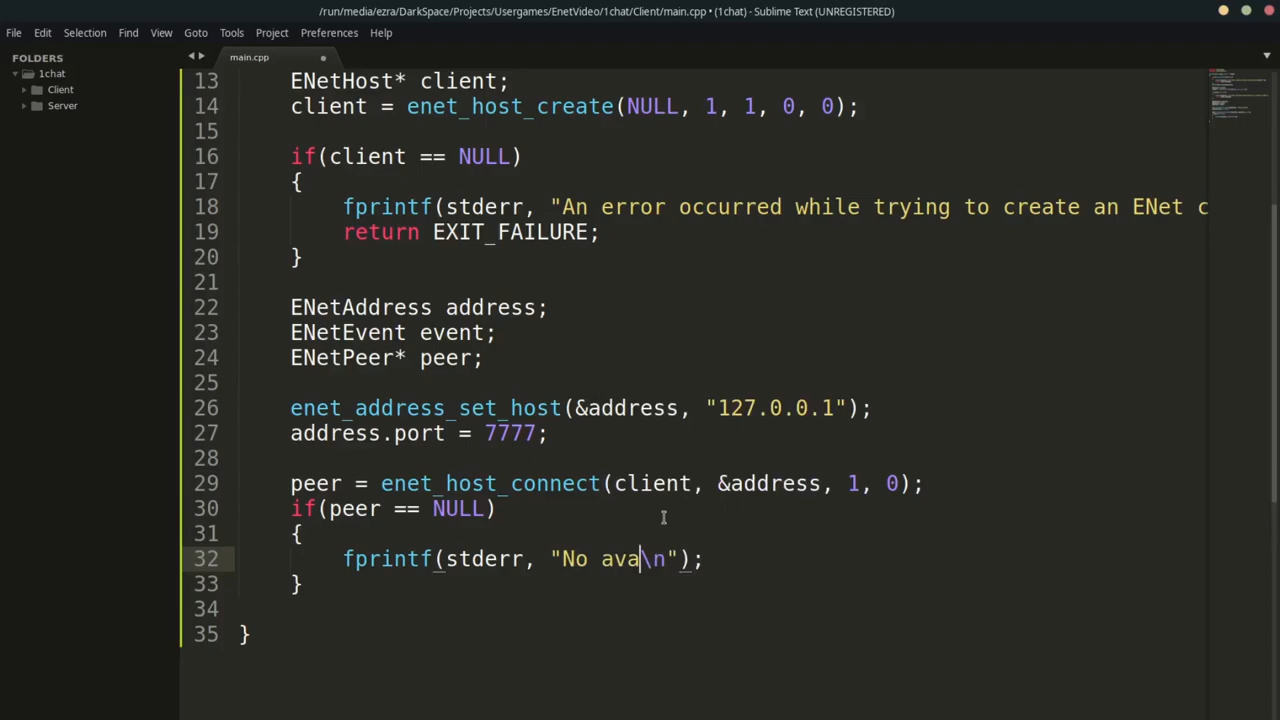 /run/media/ezra/DarkSpace/Projects/Usergames/EnetVideo/1chat/Client/main.cpp • (1chat) - Sublime Text (UNREGISTERED)
File Edit Selection Find View Goto Tools Project Preferences Help
FOLDERS
1chat
Client
Server
main.cpp
13 ENetHost* client;
14 client = enet_host_create(NULL, 1, 1, 0, 0);
15
16 if(client == NULL)
17 {
18 fprintf(stderr, "An error occurred while trying to create an ENet c
19 return EXIT_FAILURE;
20 }
21
22 ENetAddress address;
23 ENetEvent event;
24 ENetPeer* peer;
25
26 enet_address_set_host(&address, "127.0.0.1");
27 address.port = 7777;
28
29 peer = enet_host_connect(client, &address, 1, 0);
30 if(peer == NULL)
31 {
32 fprintf(stderr, "No ava\n");
33 }
34
35 }